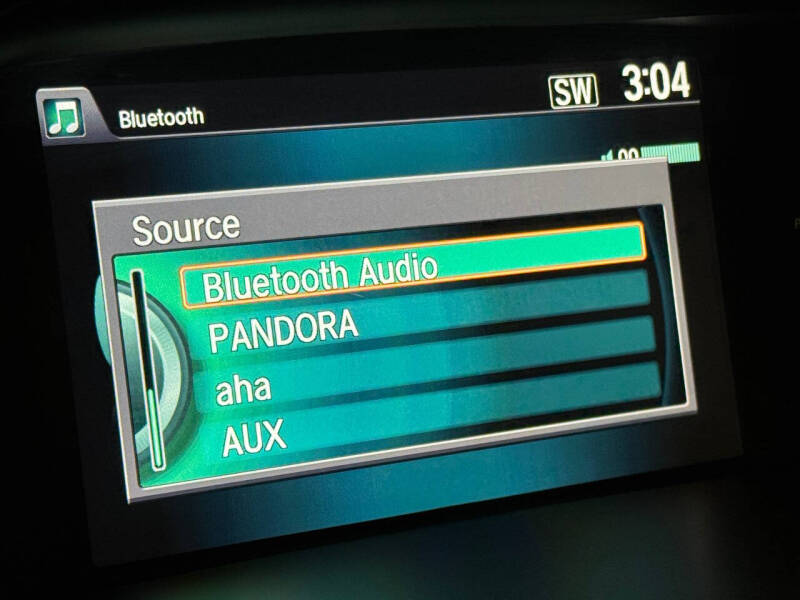 Bluetooth
SW
3:04
Source
Bluetooth Audio
PANDORA
aha
AUX